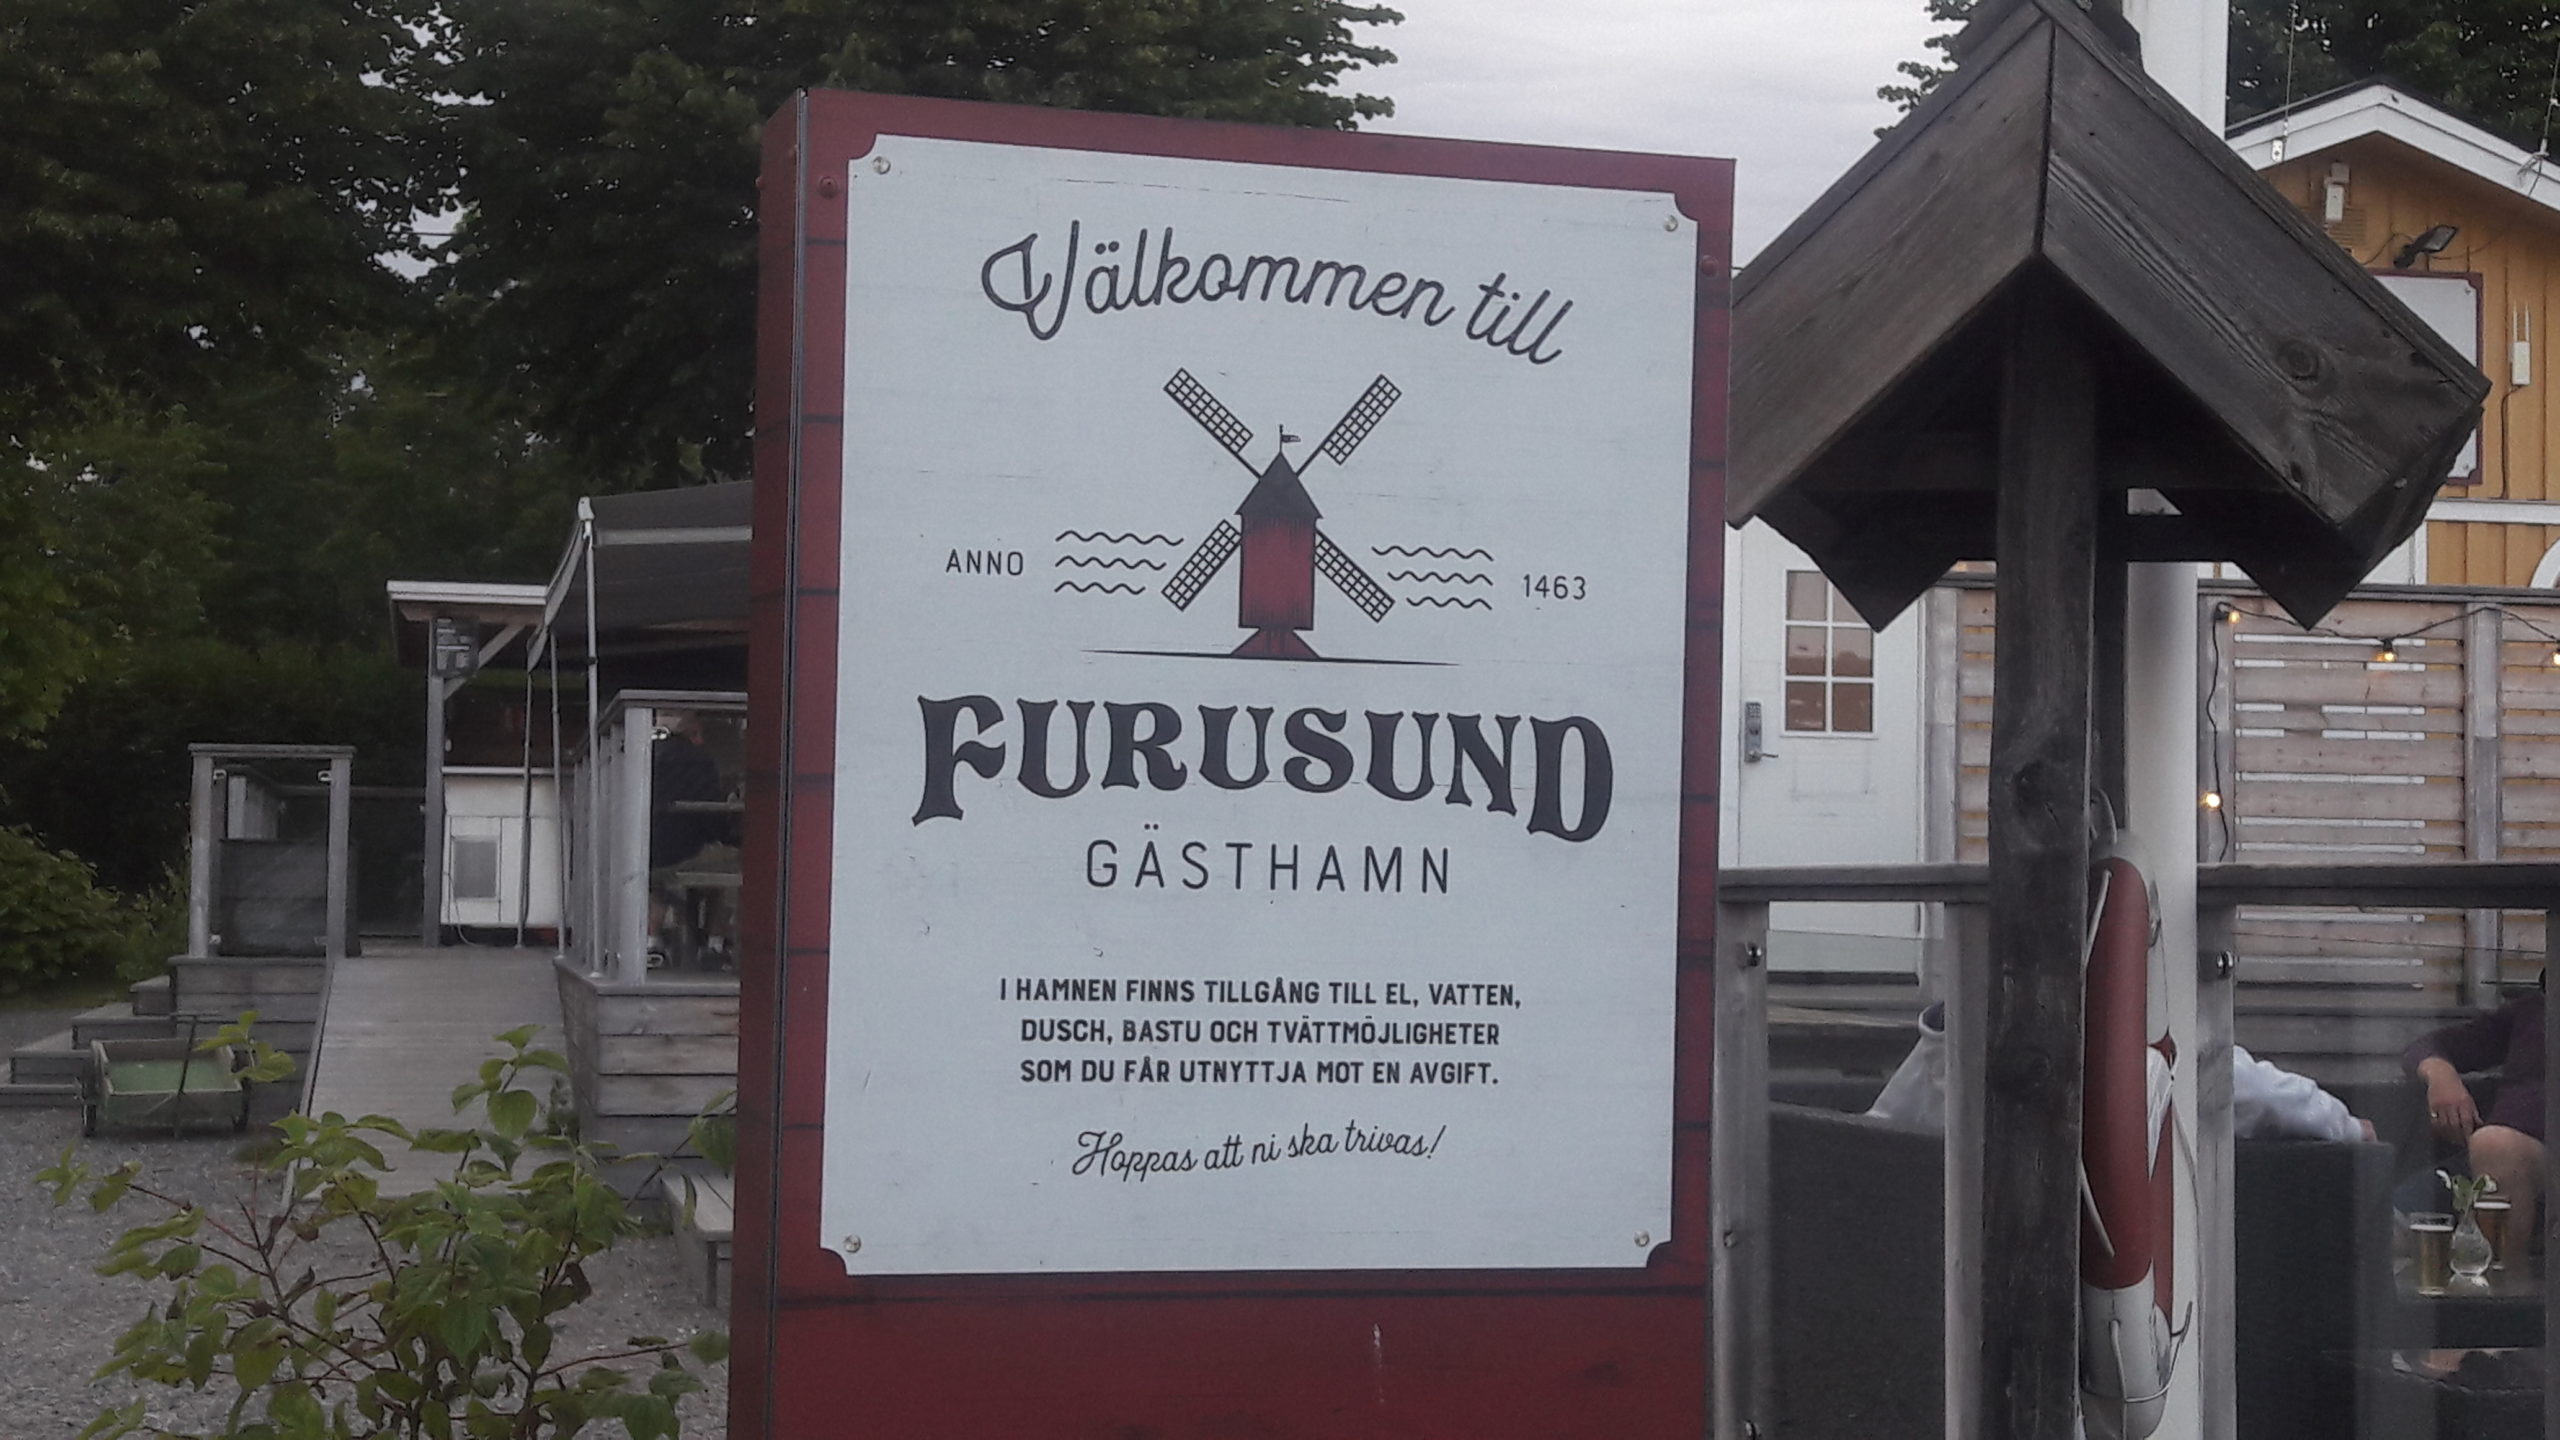 Välkommen till
ANNO 1463
FURUSUND
GÄSTHAMN
I HAMNEN FINNS TILLGÅNG TILL EL, VATTEN,
DUSCH, BASTU OCH TVÄTTMÖJLIGHETER
SOM DU FÅR UTNYTTJA MOT EN AVGIFT.
Hoppas att ni ska trivas!